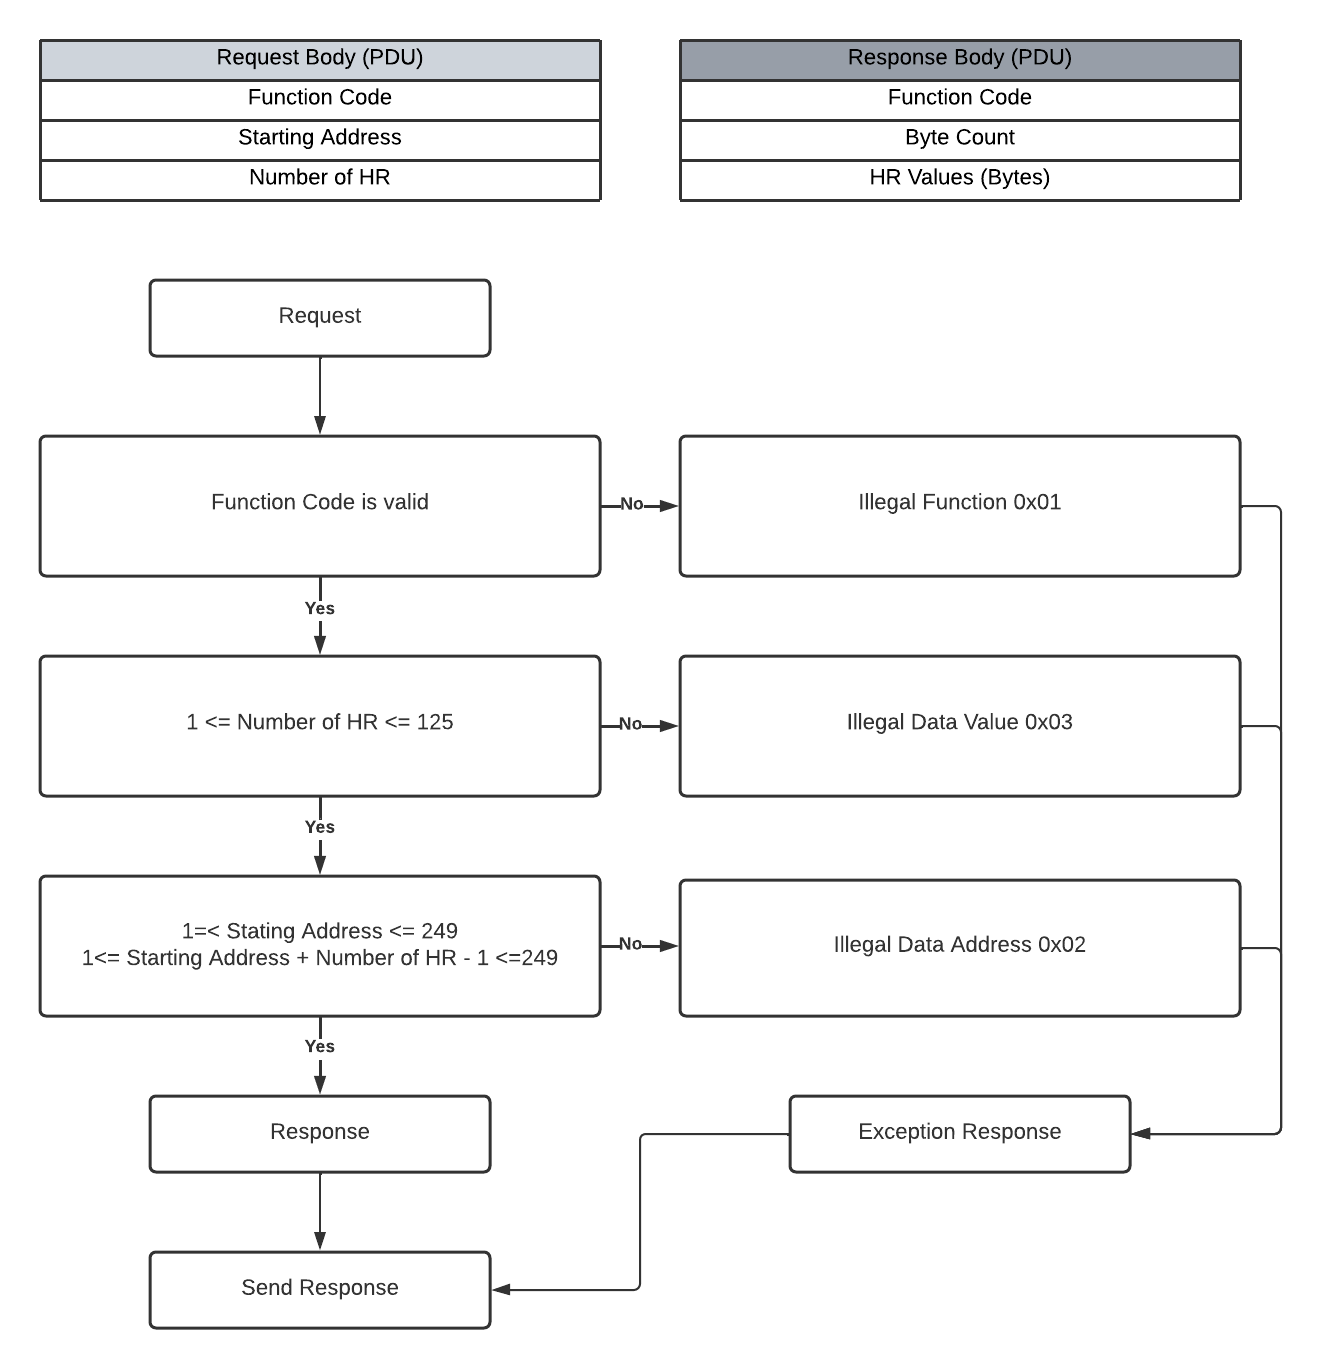 Request Body (PDU)
Function Code
Starting Address
Number of HR
Response Body (PDU)
Function Code
Byte Count
HR Values (Bytes)
Request
Function Code is valid
No
Illegal Function 0x01
Yes
1 <= Number of HR <= 125
No
Illegal Data Value 0x03
Yes
1=< Stating Address <= 249
1<= Starting Address + Number of HR - 1 <=249
No
Illegal Data Address 0x02
Yes
Response
Exception Response
Send Response